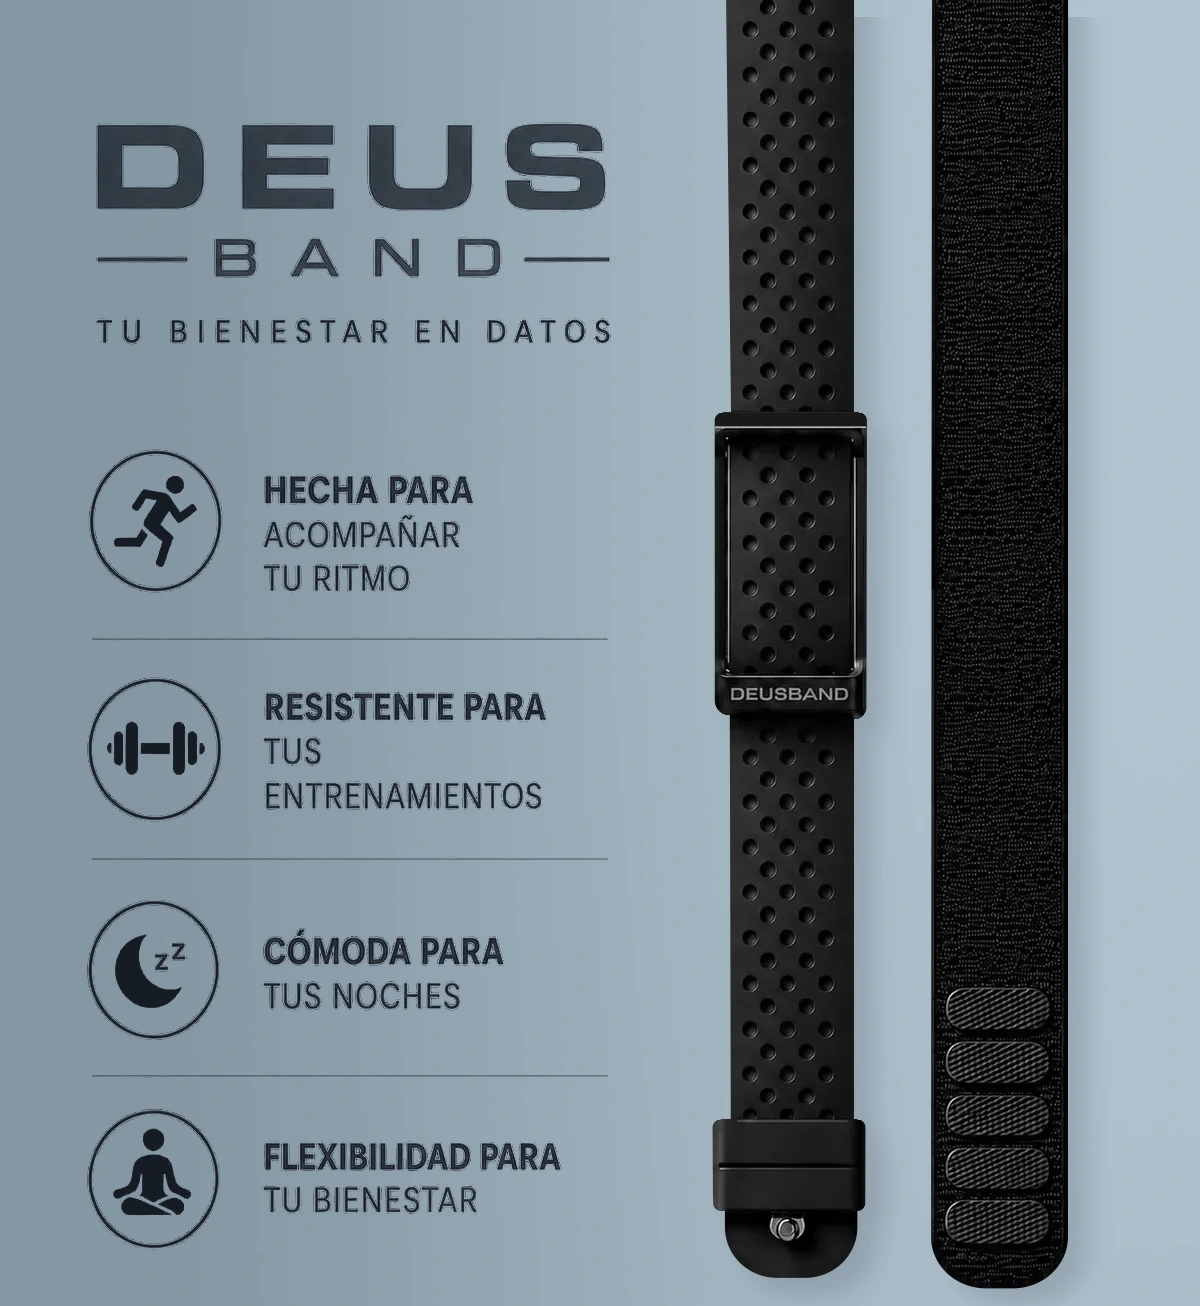 DEUS
BAND
TU BIENESTAR EN DATOS
HECHA PARA
ACOMPAÑAR
TU RITMO
RESISTENTE PARA
TUS
ENTRENAMIENTOS
zz
CÓMODA PARA
TUS NOCHES
FLEXIBILIDAD PARA
TU BIENESTAR
DEUSBAND